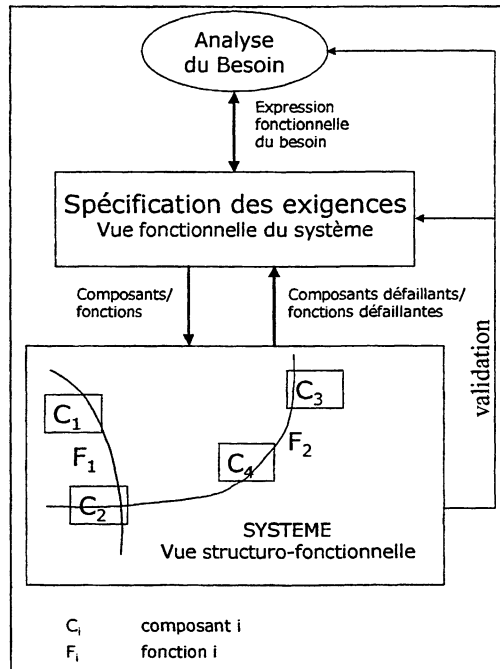 Analyse
du Besoin
Expression
fonctionnelle
du besoin
Spécification des exigences
Vue fonctionnelle du système
Composants/
fonctions
Composants défaillants/
fonctions défaillantes
validation
C₁
C₃
F₁
F₂
C₄
C₂
SYSTEME
Vue structuro-fonctionnelle
Cᵢ composant i
Fᵢ fonction i